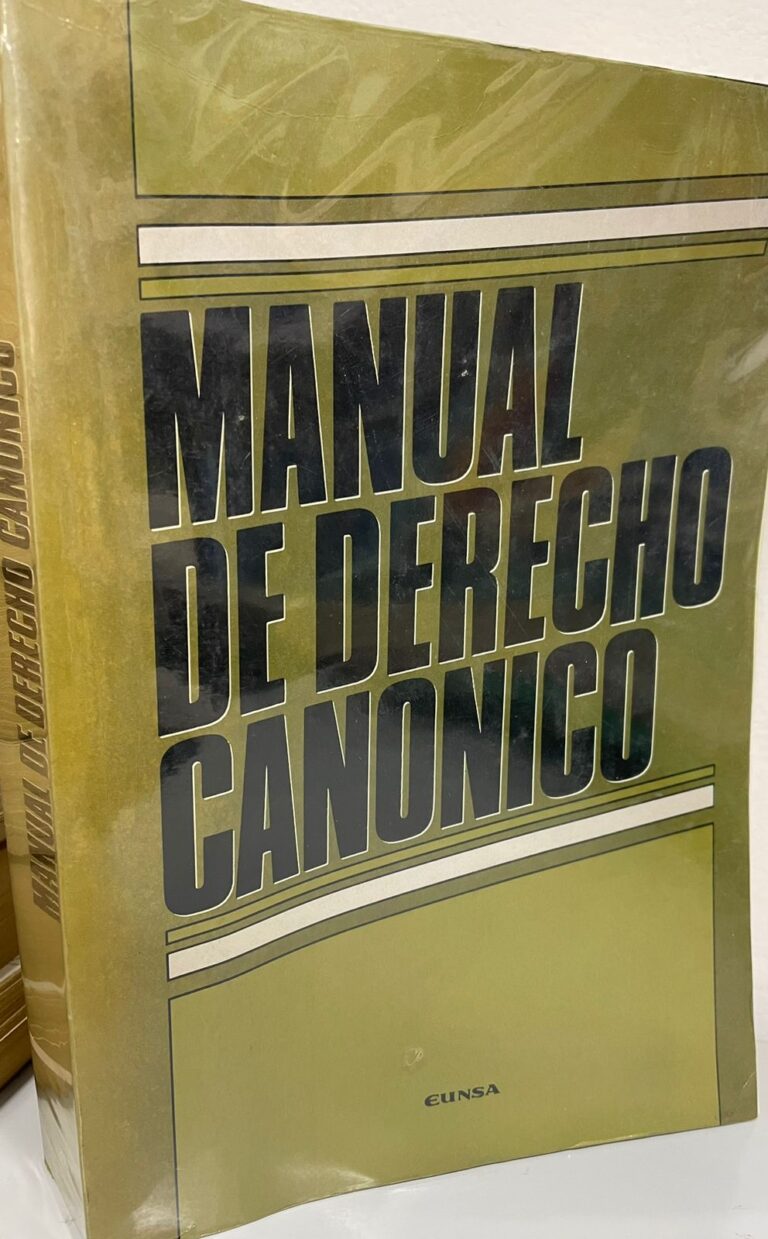 MANUAL
DE DERECHO
CANONICO
EUNSA
MANUAL DE DERECHO CANONICO